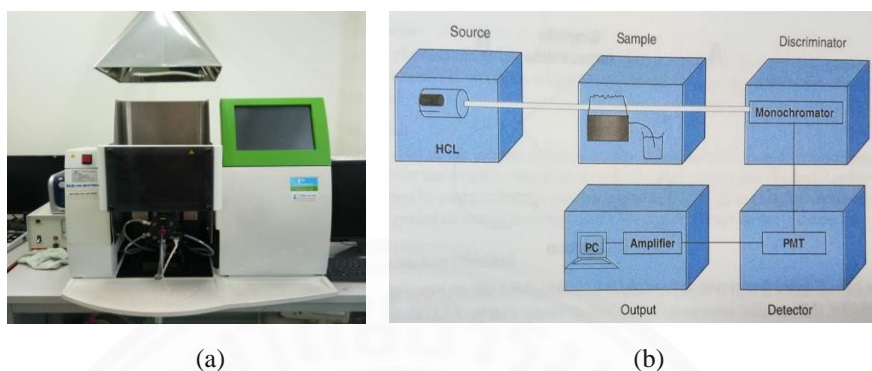 Source
Sample
Discriminator
HCL
Monochromator
PC
Amplifier
PMT
Output
Detector
(a)
(b)